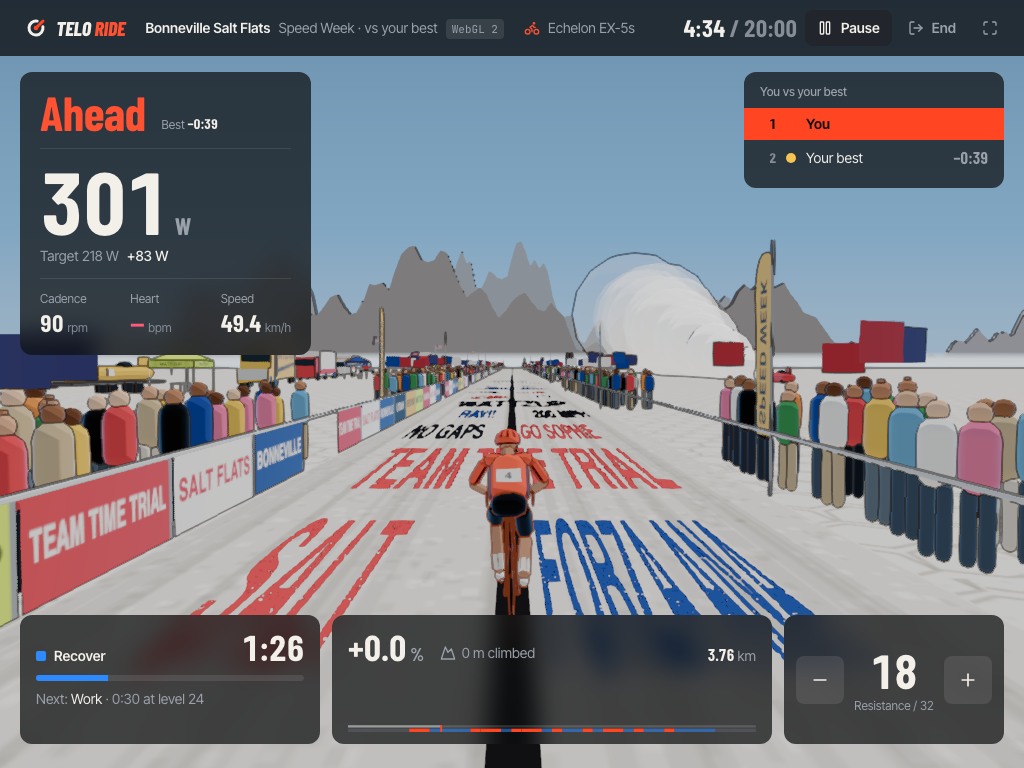 TELO RIDE
Bonneville Salt Flats Speed Week · vs your best WebGL 2
Echelon EX-5s
4:34 / 20:00
Pause
End
Ahead
Best −0:39
301 W
Target 218 W +83 W
Cadence Heart Speed
90 rpm — bpm 49.4 km/h
You vs your best
1 You
2 Your best −0:39
SPEED WEEK
NO GAPS GO SOPHIE
TEAM TIME TRIAL
SALT
TEAM TIME TRIAL
SALT FLATS
BONNEVILLE
4
Recover 1:26
Next: Work · 0:30 at level 24
+0.0 % 0 m climbed 3.76 km
− 18 +
Resistance / 32